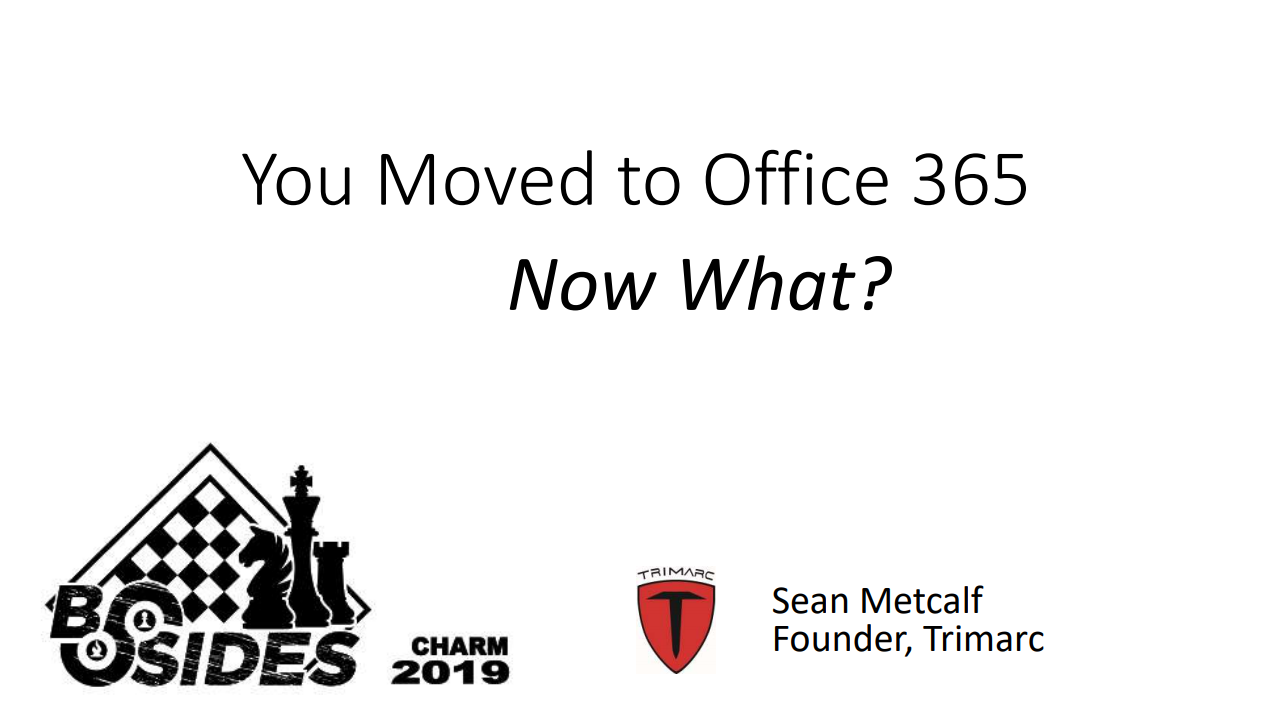 You Moved to Office 365
Now What?
BSIDES
CHARM
2019
TRIMARC
T
Sean Metcalf
Founder, Trimarc